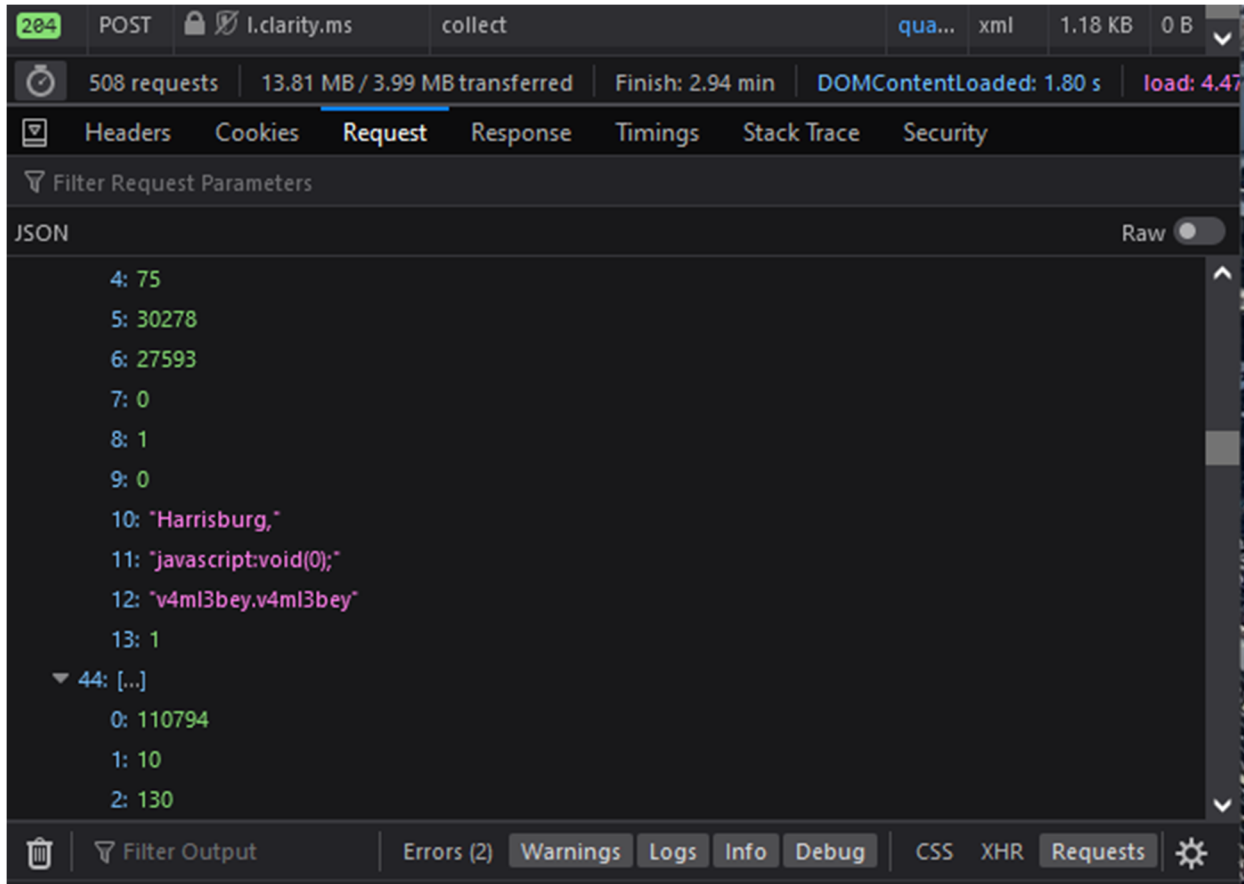 204 POST l.clarity.ms collect qua... xml 1.18 KB 0 B
508 requests 13.81 MB / 3.99 MB transferred Finish: 2.94 min DOMContentLoaded: 1.80 s load: 4.47
Headers Cookies Request Response Timings Stack Trace Security
Filter Request Parameters
JSON Raw
4: 75
5: 30278
6: 27593
7: 0
8: 1
9: 0
10: "Harrisburg,"
11: "javascript:void(0);"
12: "v4ml3bey.v4ml3bey"
13: 1
44: […]
0: 110794
1: 10
2: 130
Filter Output Errors (2) Warnings Logs Info Debug CSS XHR Requests